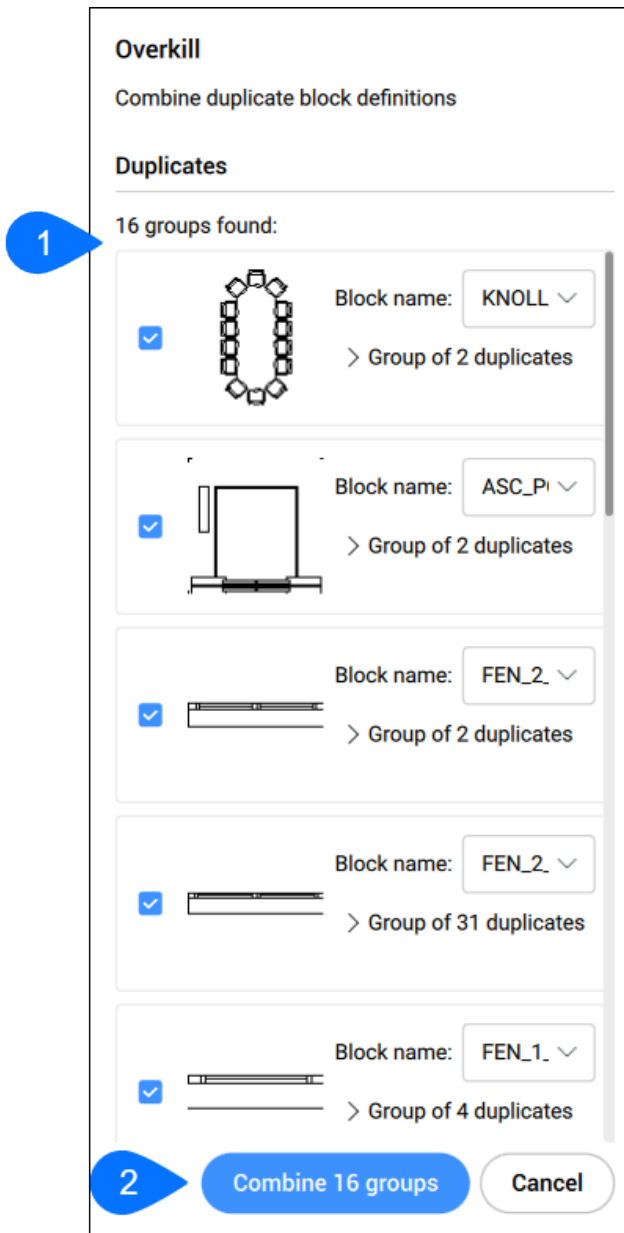 Overkill
Combine duplicate block definitions
Duplicates
16 groups found:
1
Block name: KNOLL
Group of 2 duplicates
Block name: ASC_P
Group of 2 duplicates
Block name: FEN_2_
Group of 2 duplicates
Block name: FEN_2_
Group of 31 duplicates
Block name: FEN_1_
Group of 4 duplicates
2
Combine 16 groups
Cancel